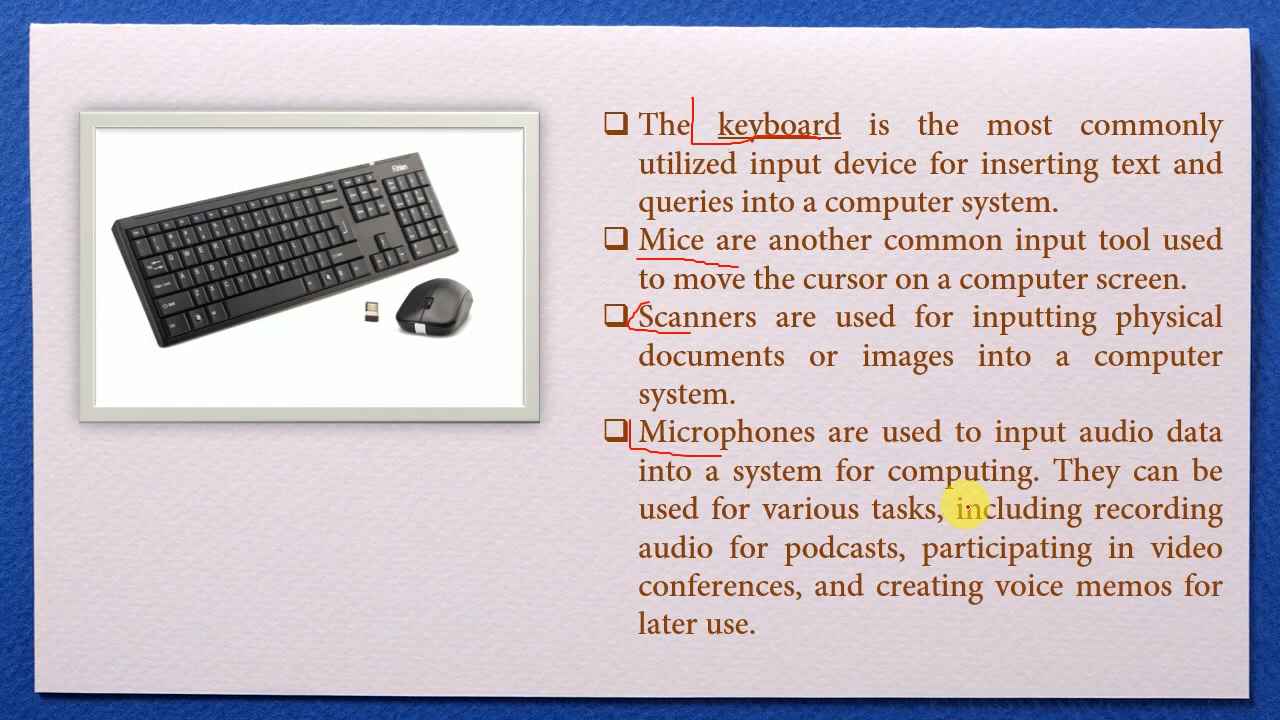 ❑ The keyboard is the most commonly
utilized input device for inserting text and
queries into a computer system.
❑ Mice are another common input tool used
to move the cursor on a computer screen.
❑ Scanners are used for inputting physical
documents or images into a computer
system.
❑ Microphones are used to input audio data
into a system for computing. They can be
used for various tasks, including recording
audio for podcasts, participating in video
conferences, and creating voice memos for
later use.